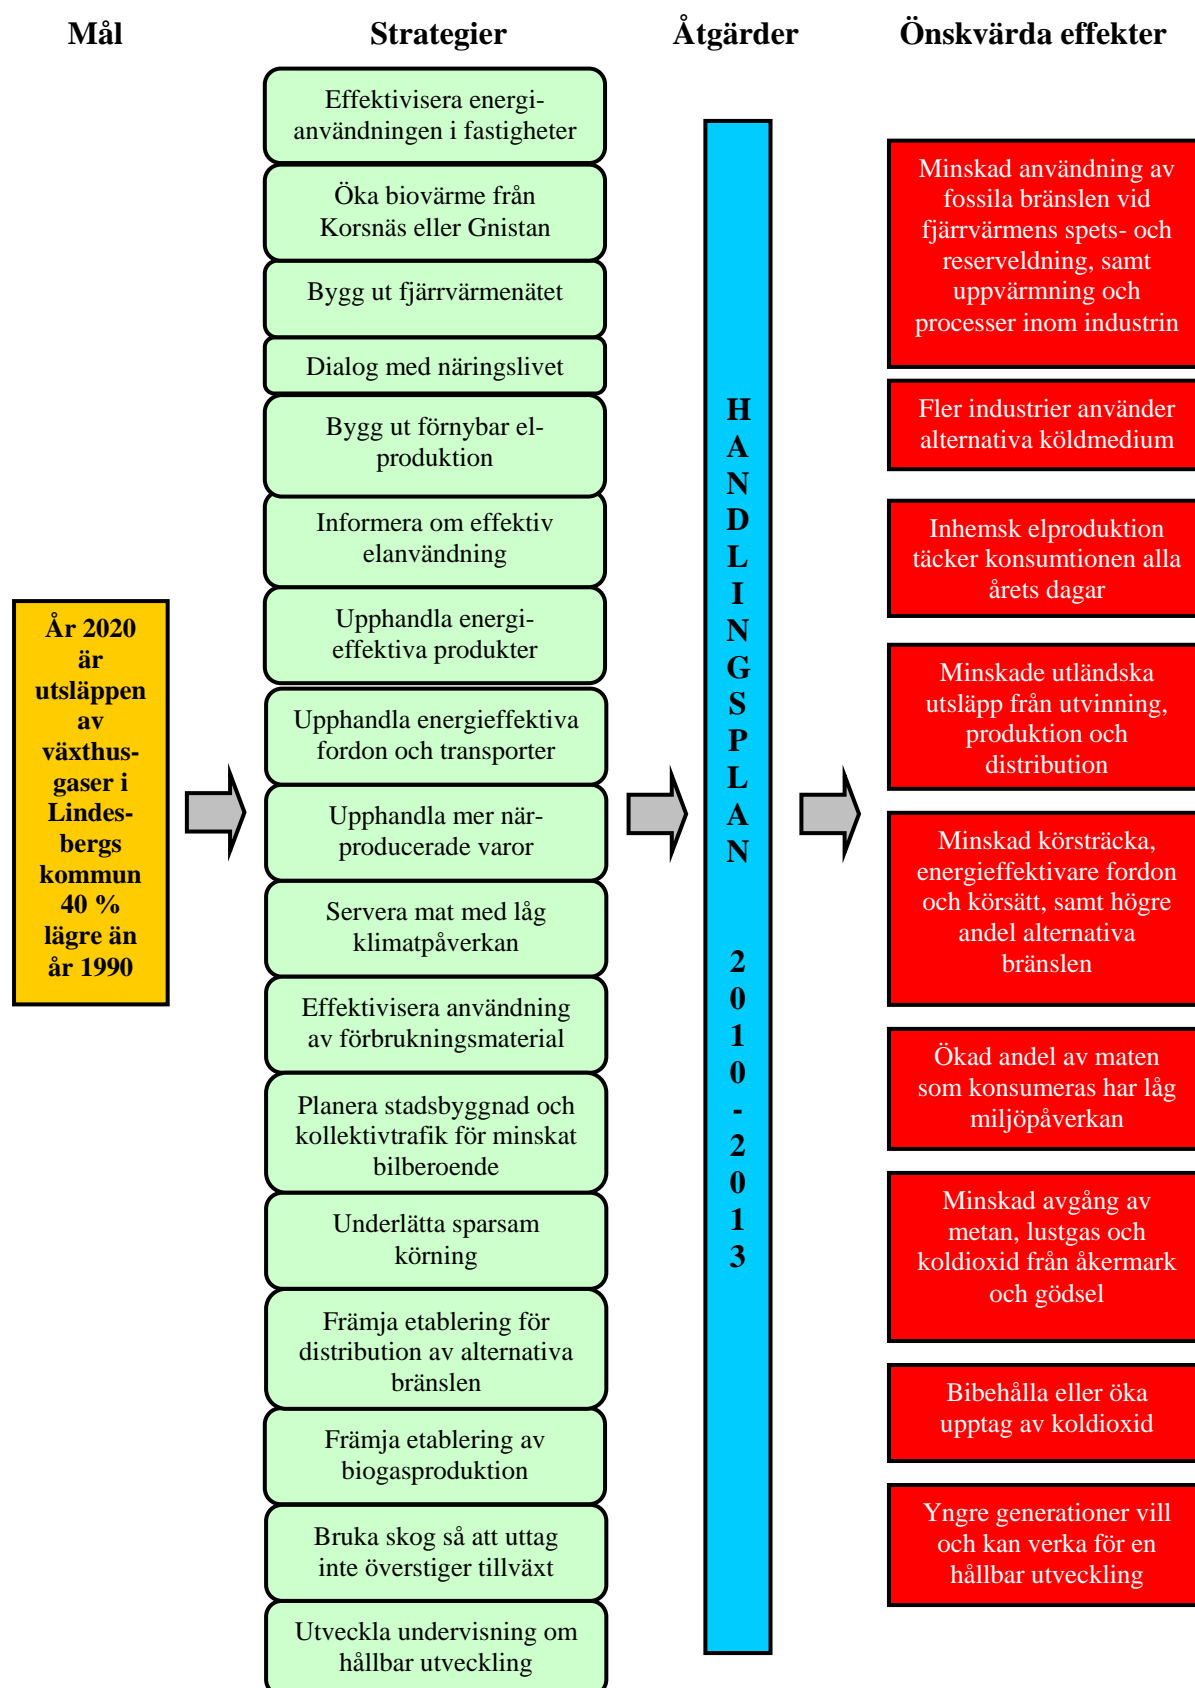 Mål
Strategier
Åtgärder
Önskvärda effekter
År 2020
är
utsläppen
av
växthus-
gaser i
Lindes-
bergs
kommun
40 %
lägre än
år 1990
Effektivisera energi-
användningen i fastigheter
Öka biovärme från
Korsnäs eller Gnistan
Bygg ut fjärrvärmenätet
Dialog med näringslivet
Bygg ut förnybar el-
produktion
Informera om effektiv
elanvändning
Upphandla energi-
effektiva produkter
Upphandla energieffektiva
fordon och transporter
Upphandla mer när-
producerade varor
Servera mat med låg
klimatpåverkan
Effektivisera användning
av förbrukningsmaterial
Planera stadsbyggnad och
kollektivtrafik för minskat
bilberoende
Underlätta sparsam
körning
Främja etablering för
distribution av alternativa
bränslen
Främja etablering av
biogasproduktion
Bruka skog så att uttag
inte överstiger tillväxt
Utveckla undervisning om
hållbar utveckling
H
A
N
D
L
I
N
G
S
P
L
A
N
2
0
1
0
-
2
0
1
3
Minskad användning av
fossila bränslen vid
fjärrvärmens spets- och
reserveldning, samt
uppvärmning och
processer inom industrin
Fler industrier använder
alternativa köldmedium
Inhemsk elproduktion
täcker konsumtionen alla
årets dagar
Minskade utländska
utsläpp från utvinning,
produktion och
distribution
Minskad körsträcka,
energieffektivare fordon
och körsätt, samt högre
andel alternativa
bränslen
Ökad andel av maten
som konsumeras har låg
miljöpåverkan
Minskad avgång av
metan, lustgas och
koldioxid från åkermark
och gödsel
Bibehålla eller öka
upptag av koldioxid
Yngre generationer vill
och kan verka för en
hållbar utveckling